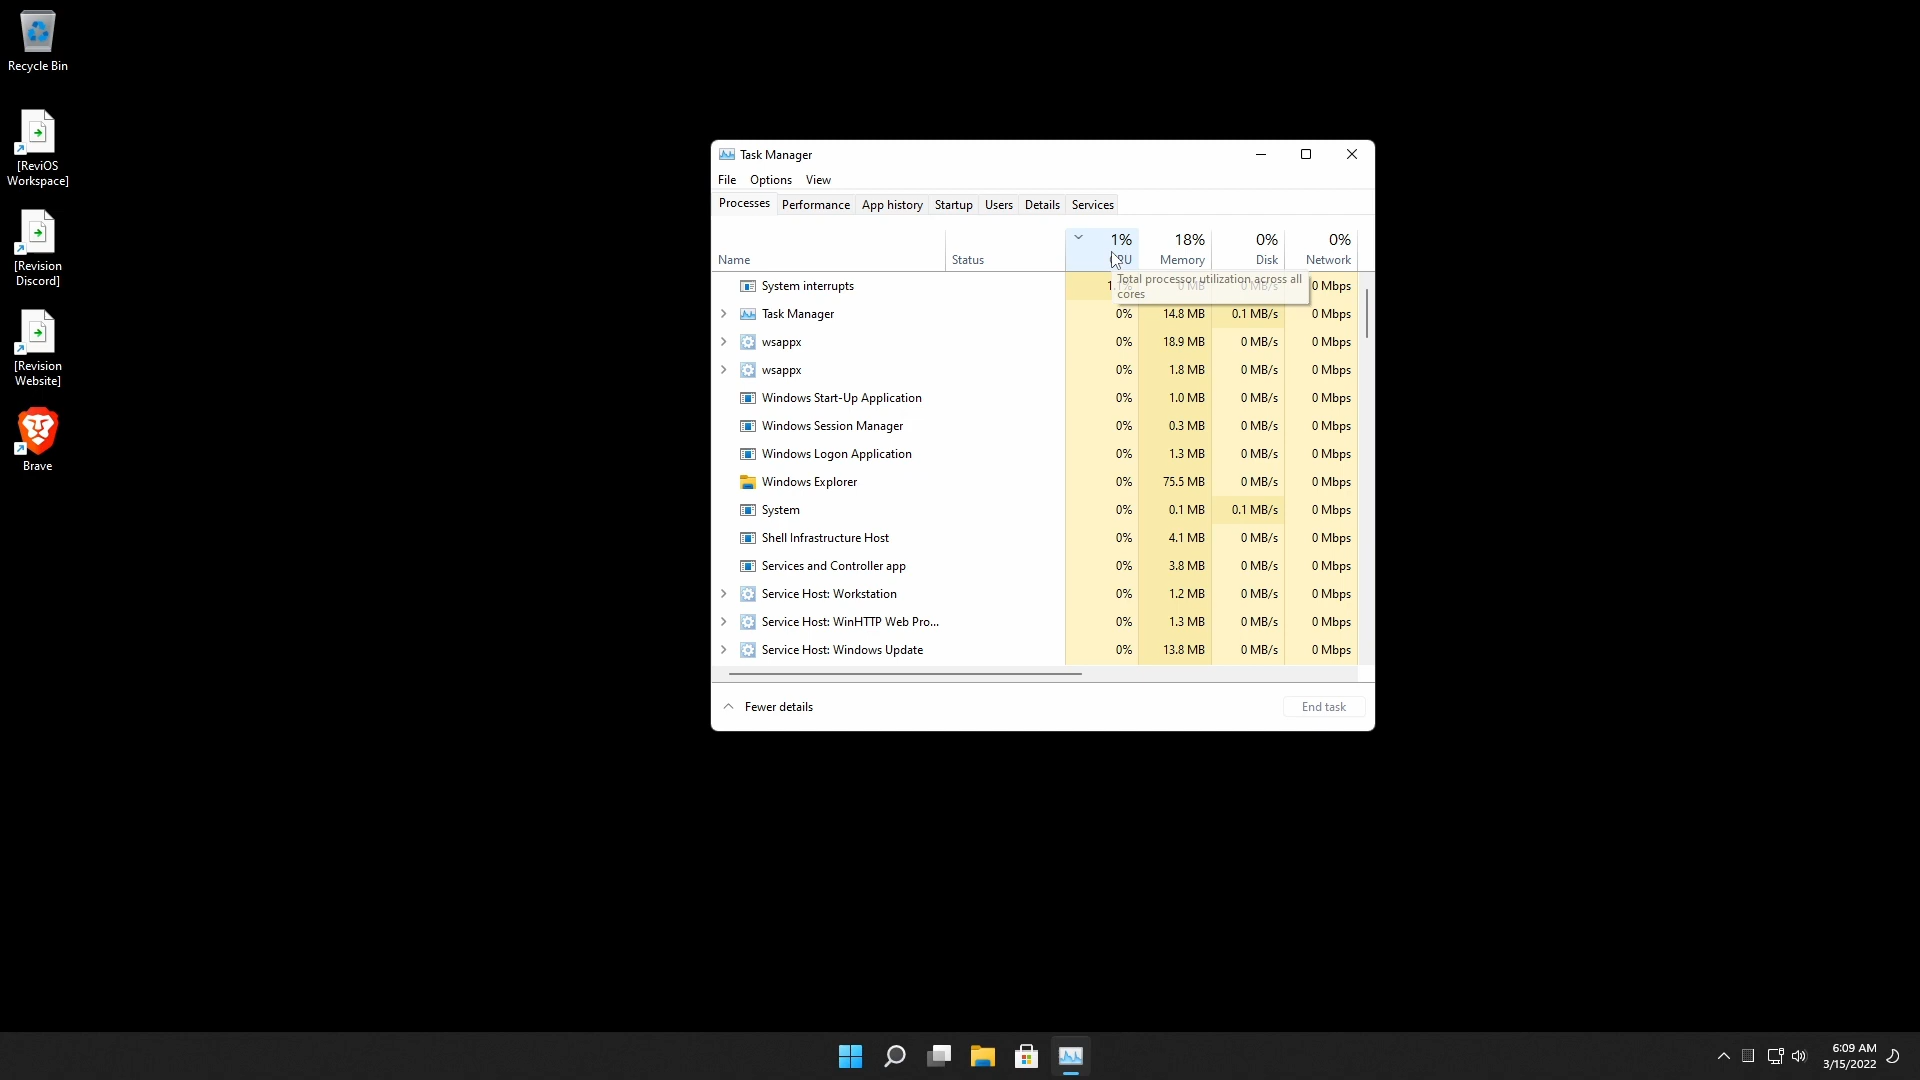 Recycle Bin
[ReviOS
Workspace]
[Revision
Discord]
[Revision
Website]
Brave
Task Manager
File Options View
Processes Performance App history Startup Users Details Services
1% 18% 0% 0%
Name Status CPU Memory Disk Network
Total processor utilization across all
cores
System interrupts 1.1% 0 MB 0 MB/s 0 Mbps
Task Manager 0% 14.8 MB 0.1 MB/s 0 Mbps
wsappx 0% 18.9 MB 0 MB/s 0 Mbps
wsappx 0% 1.8 MB 0 MB/s 0 Mbps
Windows Start-Up Application 0% 1.0 MB 0 MB/s 0 Mbps
Windows Session Manager 0% 0.3 MB 0 MB/s 0 Mbps
Windows Logon Application 0% 1.3 MB 0 MB/s 0 Mbps
Windows Explorer 0% 75.5 MB 0 MB/s 0 Mbps
System 0% 0.1 MB 0.1 MB/s 0 Mbps
Shell Infrastructure Host 0% 4.1 MB 0 MB/s 0 Mbps
Services and Controller app 0% 3.8 MB 0 MB/s 0 Mbps
Service Host: Workstation 0% 1.2 MB 0 MB/s 0 Mbps
Service Host: WinHTTP Web Pro... 0% 1.3 MB 0 MB/s 0 Mbps
Service Host: Windows Update 0% 13.8 MB 0 MB/s 0 Mbps
Fewer details End task
6:09 AM
3/15/2022